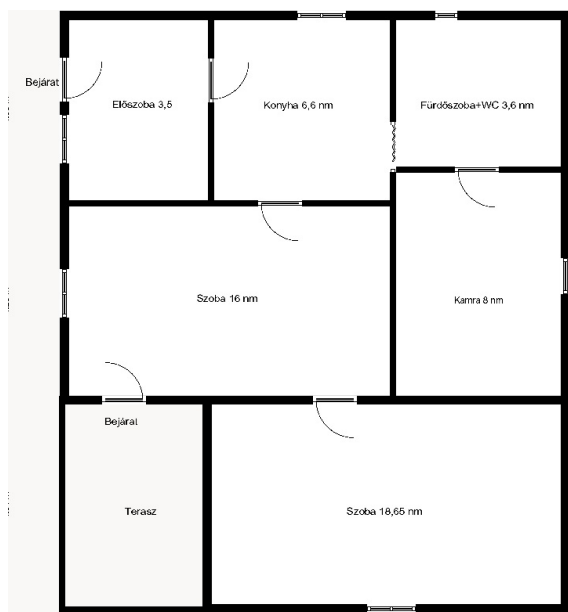 Bejárat
Előszoba 3,5
Konyha 6,6 nm
Fürdőszoba+WC 3,6 nm
Szoba 16 nm
Kamra 8 nm
Bejárat
Terasz
Szoba 18,65 nm